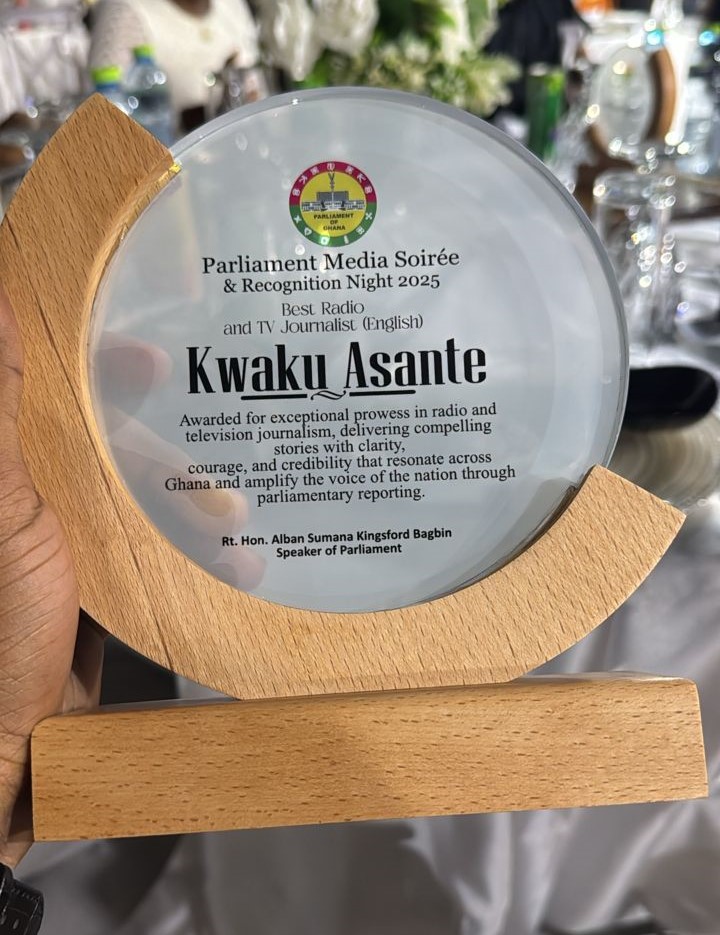 PARLIAMENT
OF
GHANA
Parliament Media Soirée
& Recognition Night 2025
Best Radio
and TV Journalist (English)
Kwaku Asante
Awarded for exceptional prowess in radio and
television journalism, delivering compelling
stories with clarity,
courage, and credibility that resonate across
Ghana and amplify the voice of the nation through
parliamentary reporting.
Rt. Hon. Alban Sumana Kingsford Bagbin
Speaker of Parliament